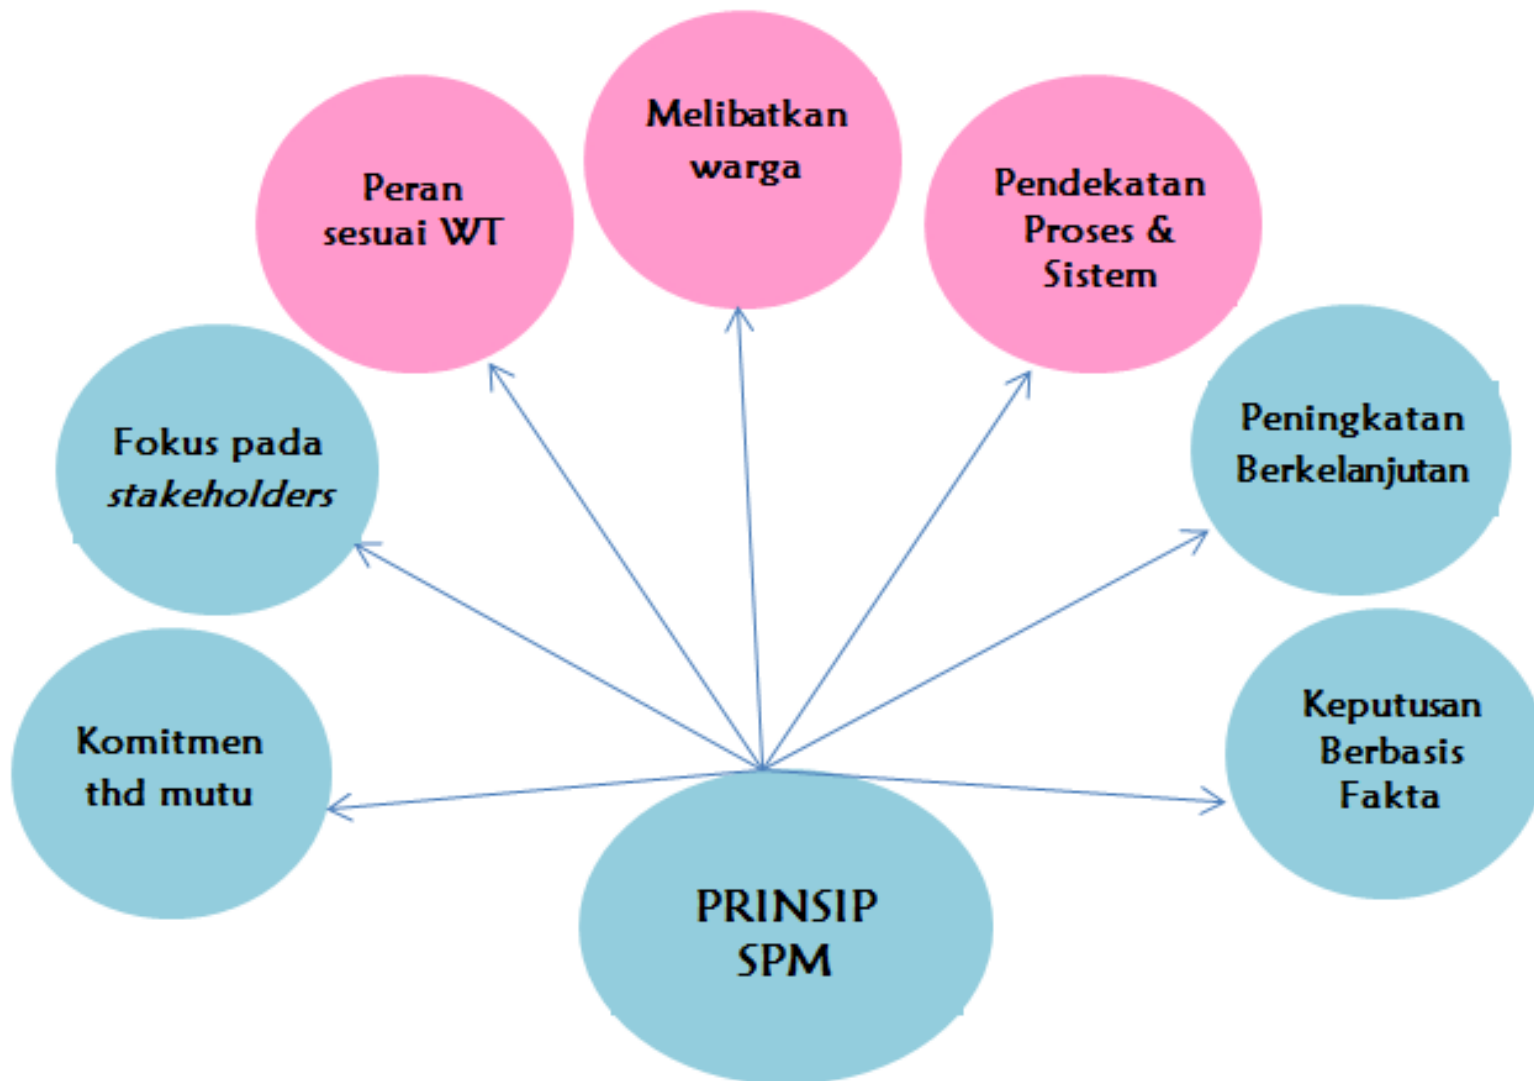 Melibatkan
warga
Peran
sesuai WT
Pendekatan
Proses &
Sistem
Fokus pada
stakeholders
Peningkatan
Berkelanjutan
Komitmen
thd mutu
Keputusan
Berbasis
Fakta
PRINSIP
SPM